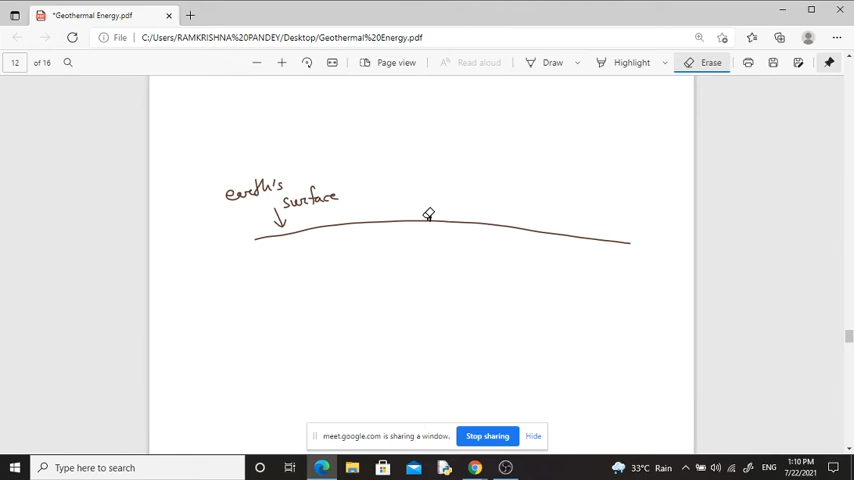 *Geothermal Energy.pdf
File
C:/Users/RAMKRISHNA%20PANDEY/Desktop/Geothermal%20Energy.pdf
12 of 16
Page view
Read aloud
Draw
Highlight
Erase
earth's
surface
meet.google.com is sharing a window.
Stop sharing
Hide
Type here to search
33°C Rain
ENG
1:10 PM
7/22/2021